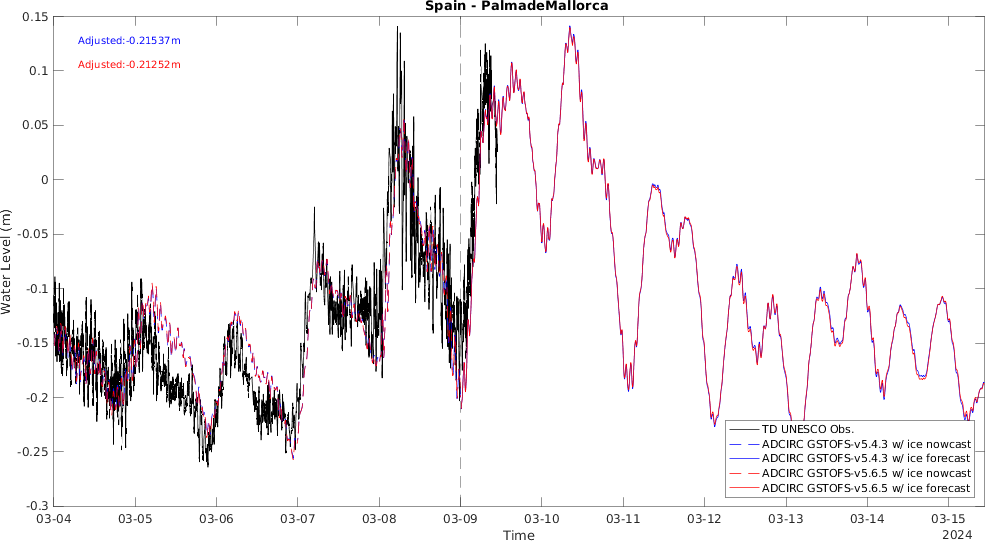 Spain - PalmadeMallorca
Adjusted:-0.21537m
Adjusted:-0.21252m
Water Level (m)
0.15
0.1
0.05
0
-0.05
-0.1
-0.15
-0.2
-0.25
-0.3
TD UNESCO Obs.
ADCIRC GSTOFS-v5.4.3 w/ ice nowcast
ADCIRC GSTOFS-v5.4.3 w/ ice forecast
ADCIRC GSTOFS-v5.6.5 w/ ice nowcast
ADCIRC GSTOFS-v5.6.5 w/ ice forecast
03-04 03-05 03-06 03-07 03-08 03-09 03-10 03-11 03-12 03-13 03-14 03-15
Time
2024